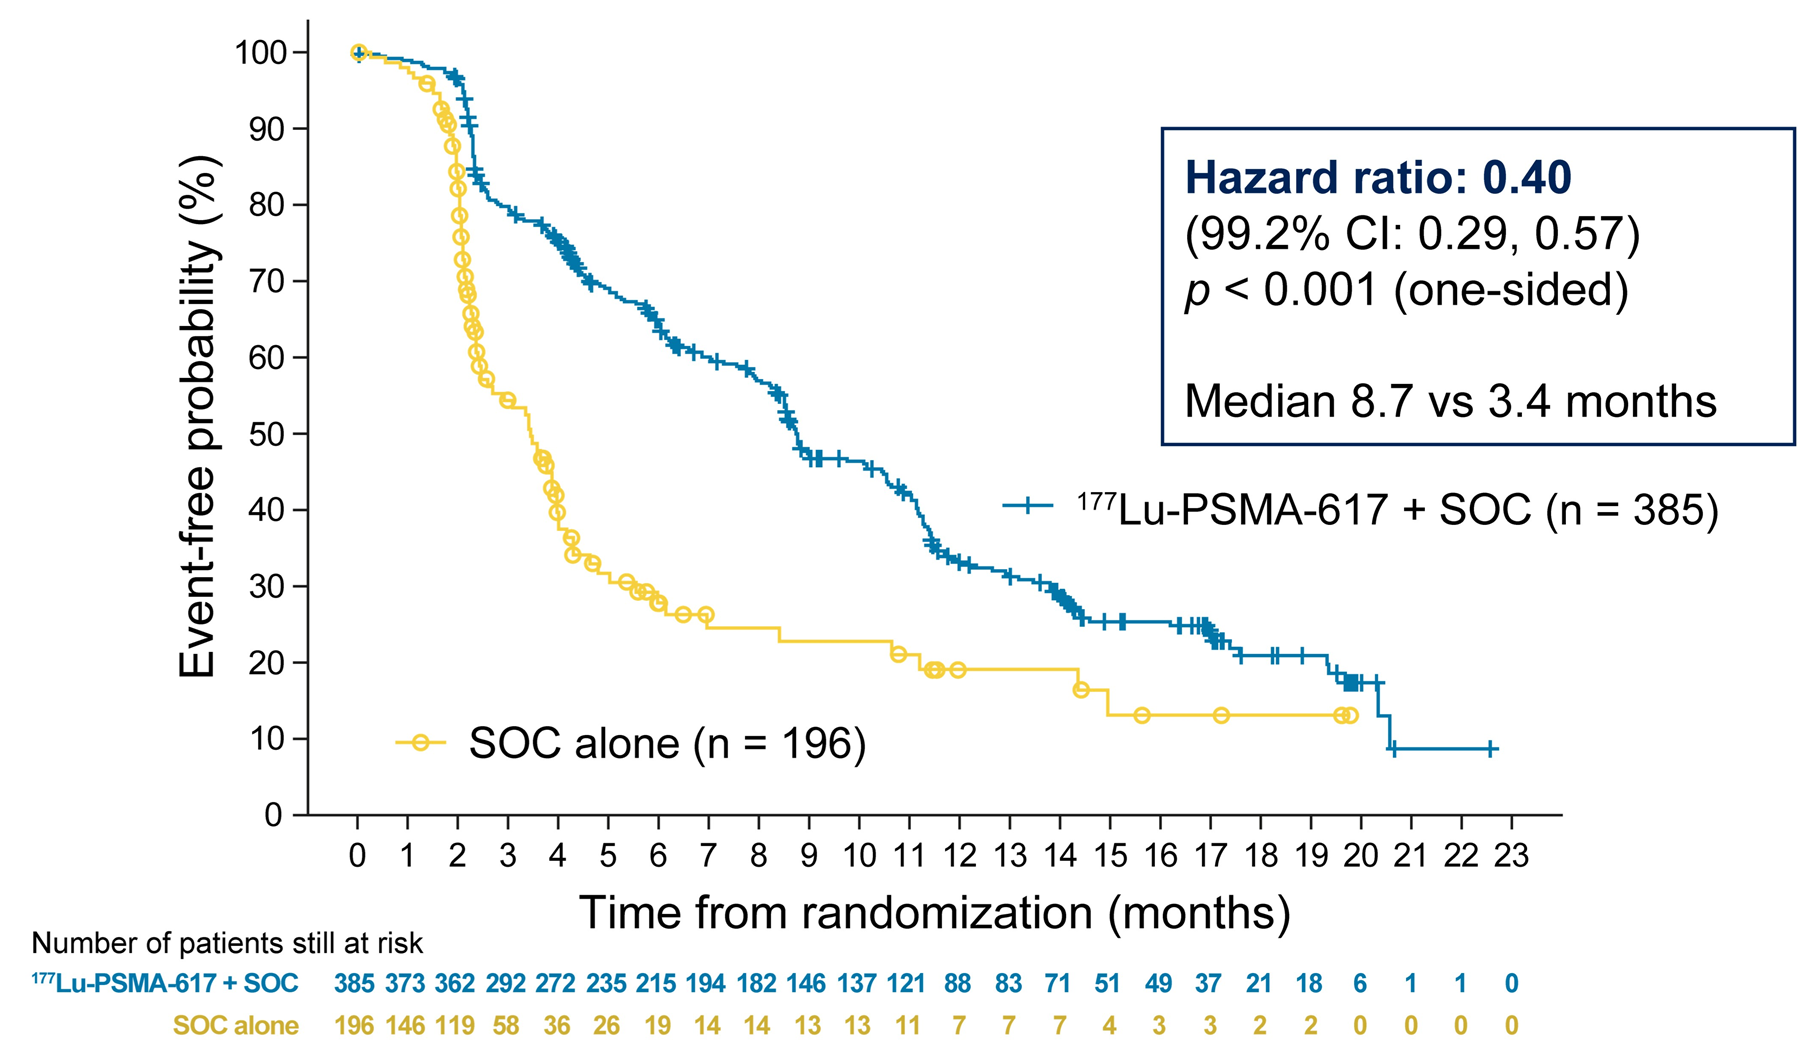 100
90
80
70
60
50
40
30
20
10
0
Event-free probability (%)
Hazard ratio: 0.40
(99.2% CI: 0.29, 0.57)
p < 0.001 (one-sided)
Median 8.7 vs 3.4 months
¹⁷⁷Lu-PSMA-617 + SOC (n = 385)
SOC alone (n = 196)
0 1 2 3 4 5 6 7 8 9 10 11 12 13 14 15 16 17 18 19 20 21 22 23
Time from randomization (months)
Number of patients still at risk
¹⁷⁷Lu-PSMA-617 + SOC 385 373 362 292 272 235 215 194 182 146 137 121 88 83 71 51 49 37 21 18 6 1 1 0
SOC alone 196 146 119 58 36 26 19 14 14 13 13 11 7 7 7 4 3 3 2 2 0 0 0 0